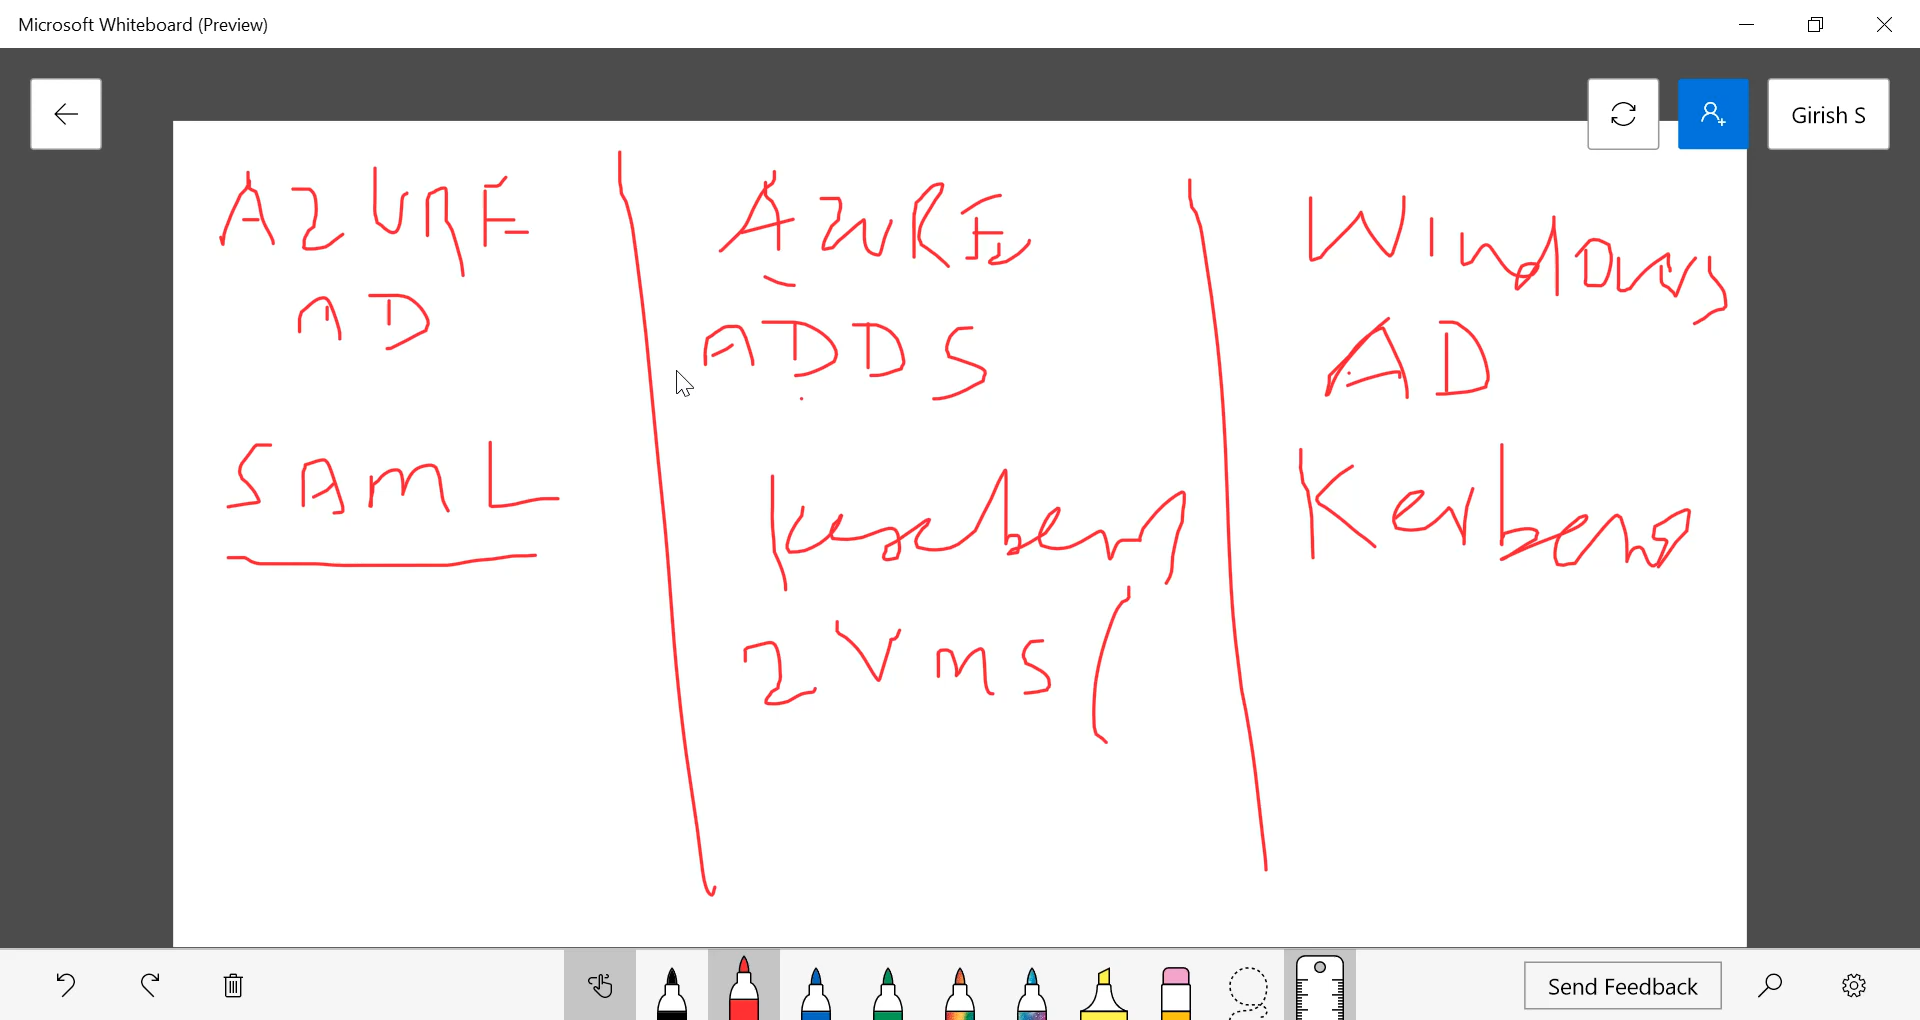 Microsoft Whiteboard (Preview)
Girish S
AZURE
AD
SAML
AZURE
ADDS
Kerberos
2 Vms (
Windows
AD
Kerberos
Send Feedback